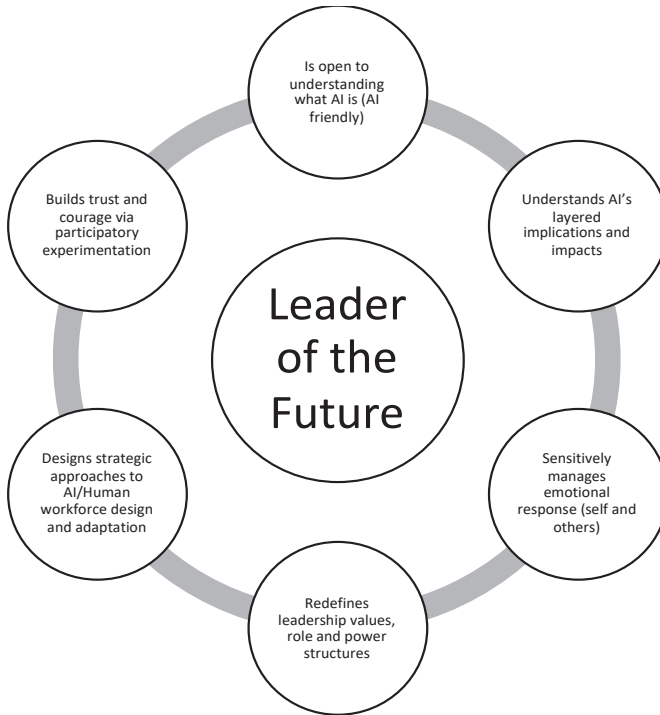 Is open to
understanding
what AI is (AI
friendly)
Understands AI’s
layered
implications and
impacts
Sensitively
manages
emotional
response (self and
others)
Redefines
leadership values,
role and power
structures
Designs strategic
approaches to
AI/Human
workforce design
and adaptation
Builds trust and
courage via
participatory
experimentation
Leader
of the
Future